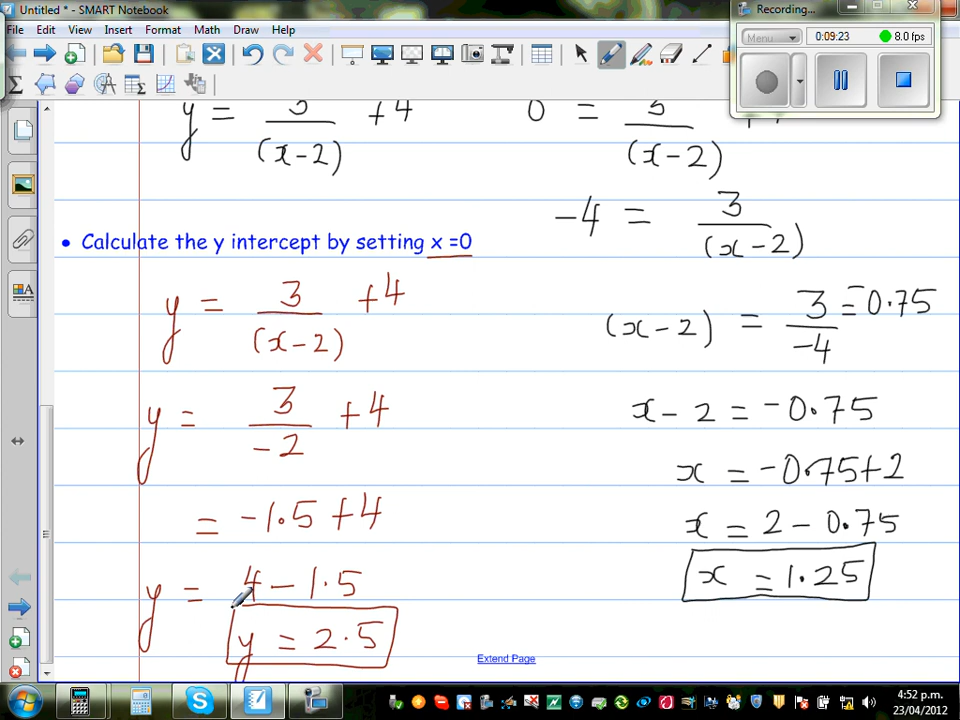 Untitled * - SMART Notebook
Recording...
File Edit View Insert Format Math Draw Help
Menu
0:09:23
8.0 fps
y = 3/(x-2) +4
0 = 3/(x-2)
-4 = 3/(x-2)
• Calculate the y intercept by setting x =0
y = 3/(x-2) +4
(x-2) = 3/-4 = -0.75
y = 3/-2 +4
x-2 = -0.75
x = -0.75+2
= -1.5 +4
x = 2 - 0.75
y = 4 - 1.5
x = 1.25
y = 2.5
Extend Page
4:52 p.m.
23/04/2012